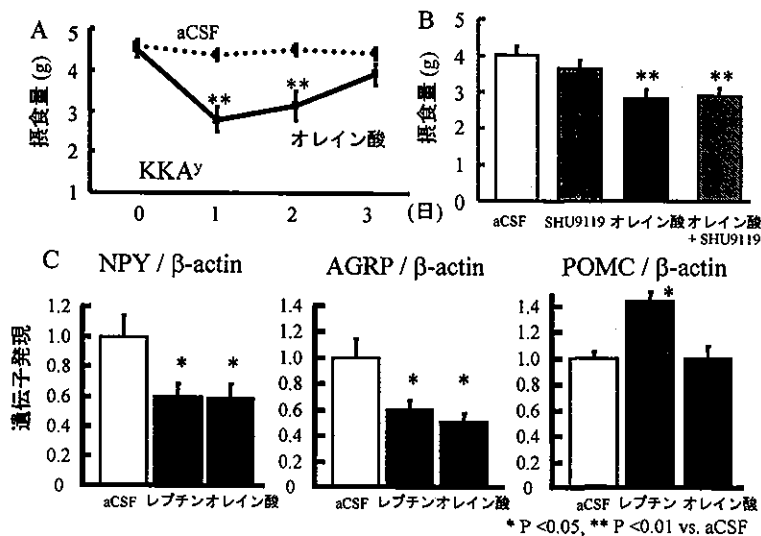 A
aCSF
摂食量 (g)
5
4
3
2
1
**
**
オレイン酸
KKAʸ
0 1 2 3 (日)
B
摂食量 (g)
5
4
3
2
1
0
**
**
aCSF SHU9119 オレイン酸 オレイン酸
+ SHU9119
C
NPY / β-actin
遺伝子発現
1.2
1.0
0.8
0.6
0.4
0.2
0
*
*
aCSF レプチン オレイン酸
AGRP / β-actin
1.4
1.2
1.0
0.8
0.6
0.4
0.2
0
*
*
aCSF レプチン オレイン酸
POMC / β-actin
1.4
1.2
1.0
0.8
0.6
0.4
0.2
0
*
aCSF レプチン オレイン酸
* P <0.05, ** P <0.01 vs. aCSF